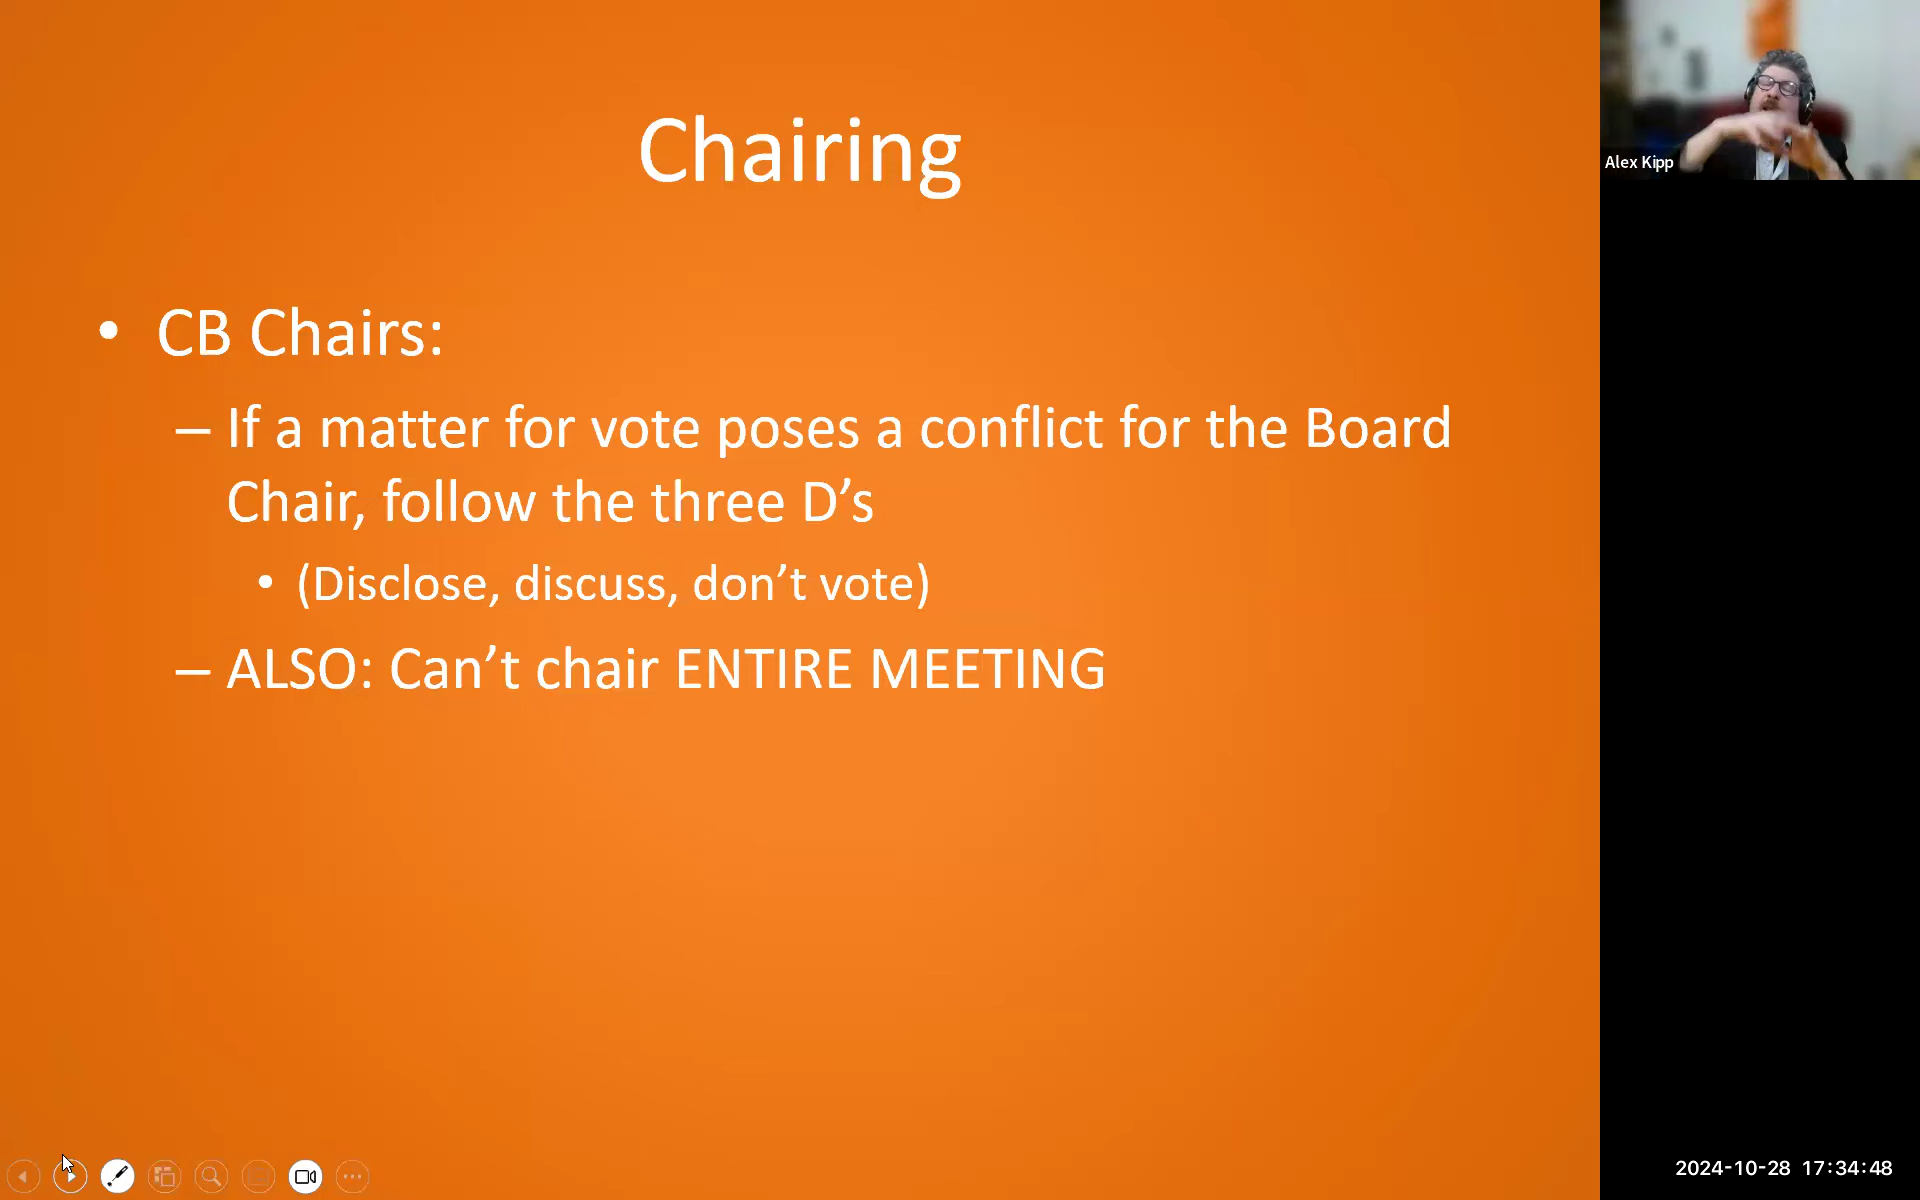 Chairing
• CB Chairs:
– If a matter for vote poses a conflict for the Board
Chair, follow the three D’s
• (Disclose, discuss, don’t vote)
– ALSO: Can’t chair ENTIRE MEETING
Alex Kipp
2024-10-28 17:34:48